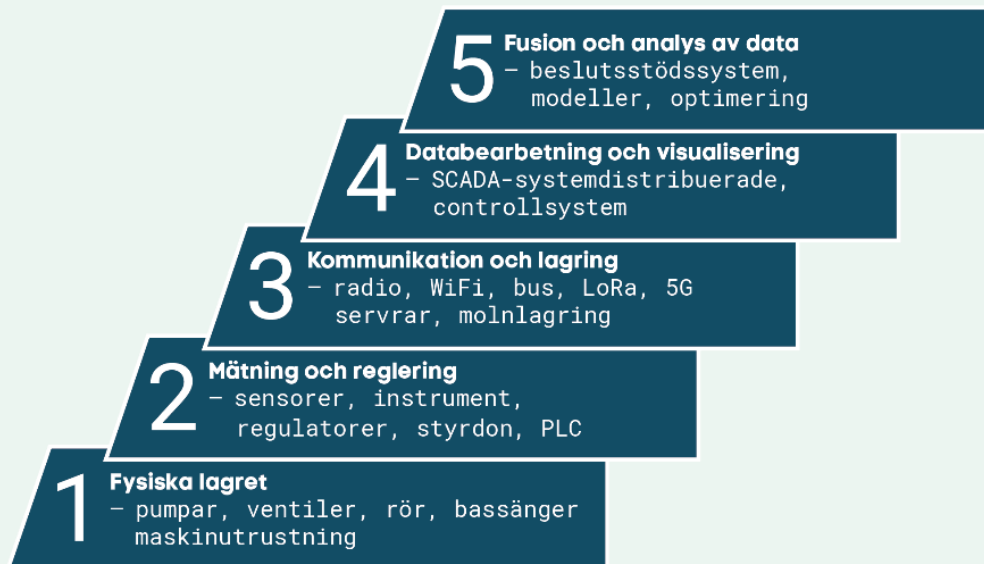 5
Fusion och analys av data
– beslutsstödssystem,
modeller, optimering
4
Databearbetning och visualisering
– SCADA-systemdistribuerade,
controllsystem
3
Kommunikation och lagring
– radio, WiFi, bus, LoRa, 5G
servrar, molnlagring
2
Mätning och reglering
– sensorer, instrument,
regulatorer, styrdon, PLC
1
Fysiska lagret
– pumpar, ventiler, rör, bassänger
maskinutrustning